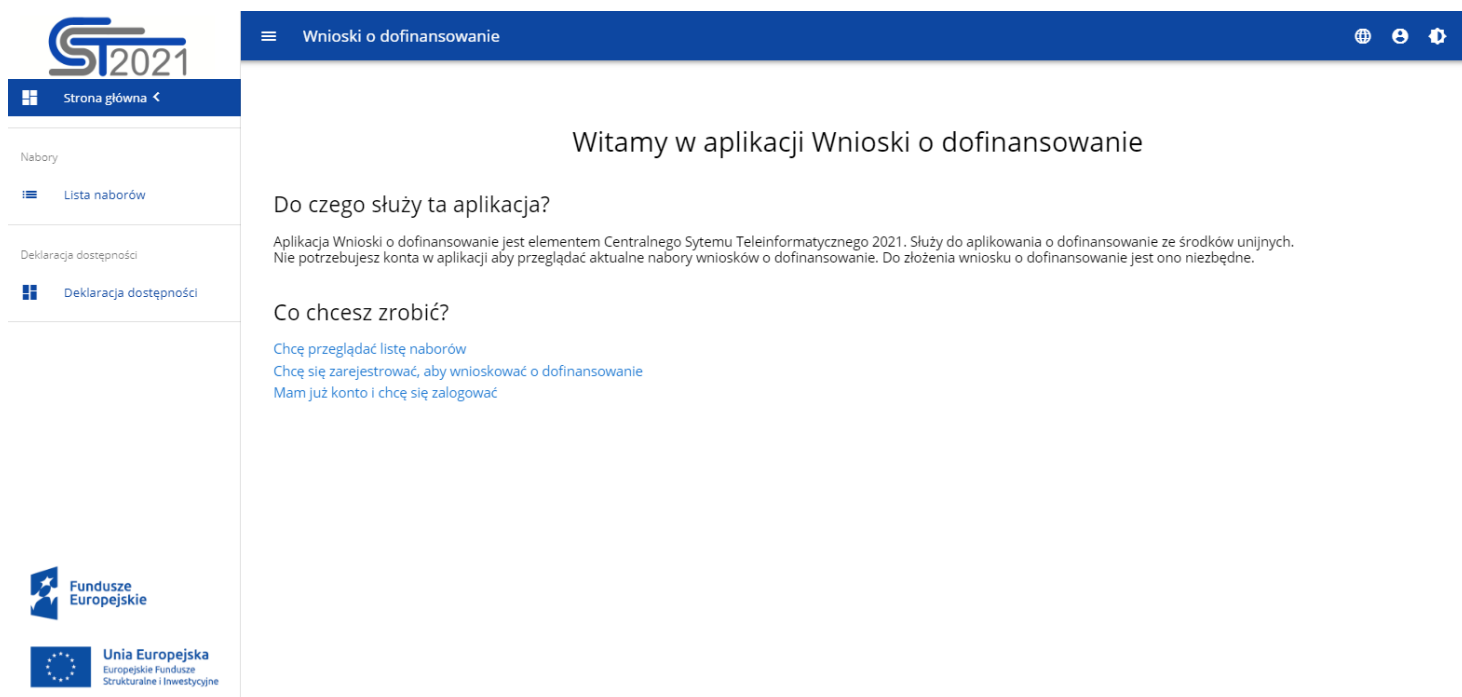 CST2021
Wnioski o dofinansowanie
Strona główna
Nabory
Lista naborów
Deklaracja dostępności
Deklaracja dostępności
Witamy w aplikacji Wnioski o dofinansowanie
Do czego służy ta aplikacja?
Aplikacja Wnioski o dofinansowanie jest elementem Centralnego Sytemu Teleinformatycznego 2021. Służy do aplikowania o dofinansowanie ze środków unijnych.
Nie potrzebujesz konta w aplikacji aby przeglądać aktualne nabory wniosków o dofinansowanie. Do złożenia wniosku o dofinansowanie jest ono niezbędne.
Co chcesz zrobić?
Chcę przeglądać listę naborów
Chcę się zarejestrować, aby wnioskować o dofinansowanie
Mam już konto i chcę się zalogować
Fundusze
Europejskie
Unia Europejska
Europejskie Fundusze
Strukturalne i Inwestycyjne